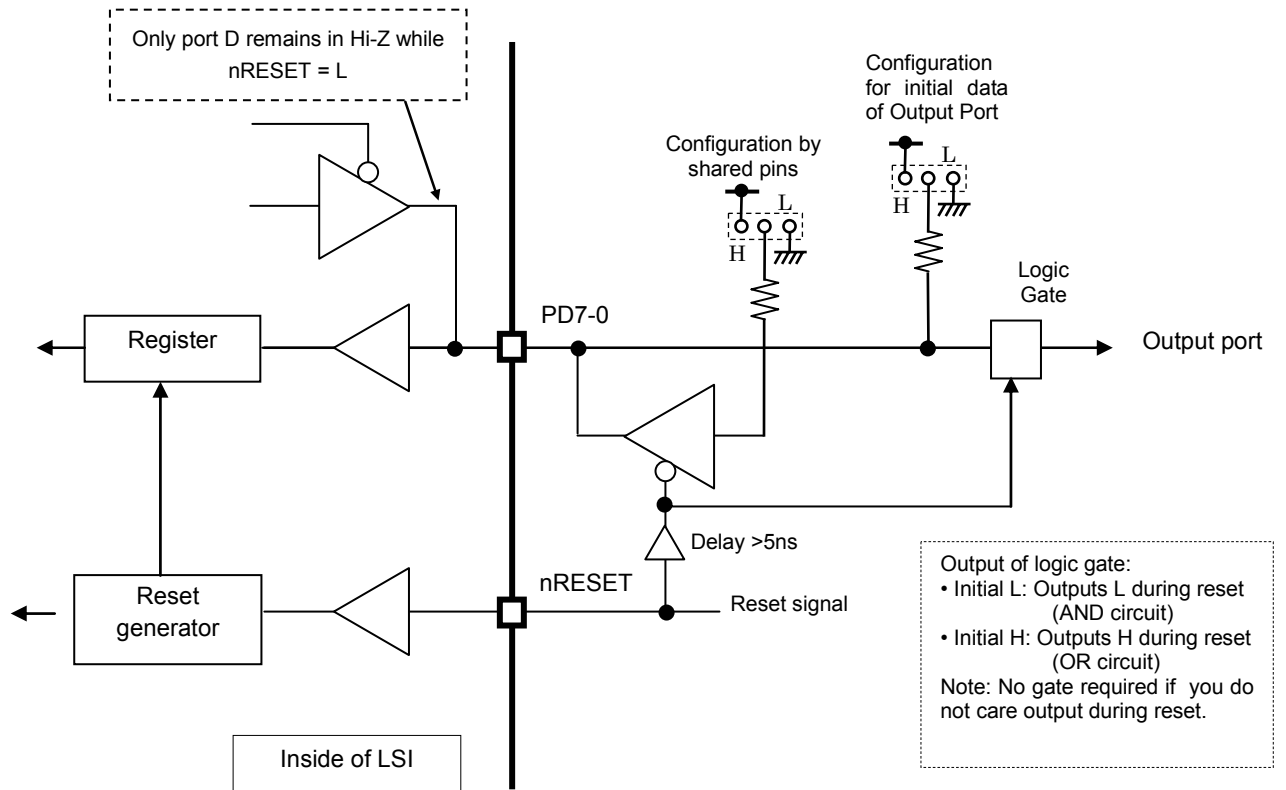 Only port D remains in Hi-Z while
nRESET = L
Configuration
for initial data
of Output Port
Configuration by
shared pins
L
H
L
H
Logic
Gate
PD7-0
Register
Output port
Delay >5ns
nRESET
Reset signal
Reset
generator
Output of logic gate:
• Initial L: Outputs L during reset
(AND circuit)
• Initial H: Outputs H during reset
(OR circuit)
Note: No gate required if you do
not care output during reset.
Inside of LSI